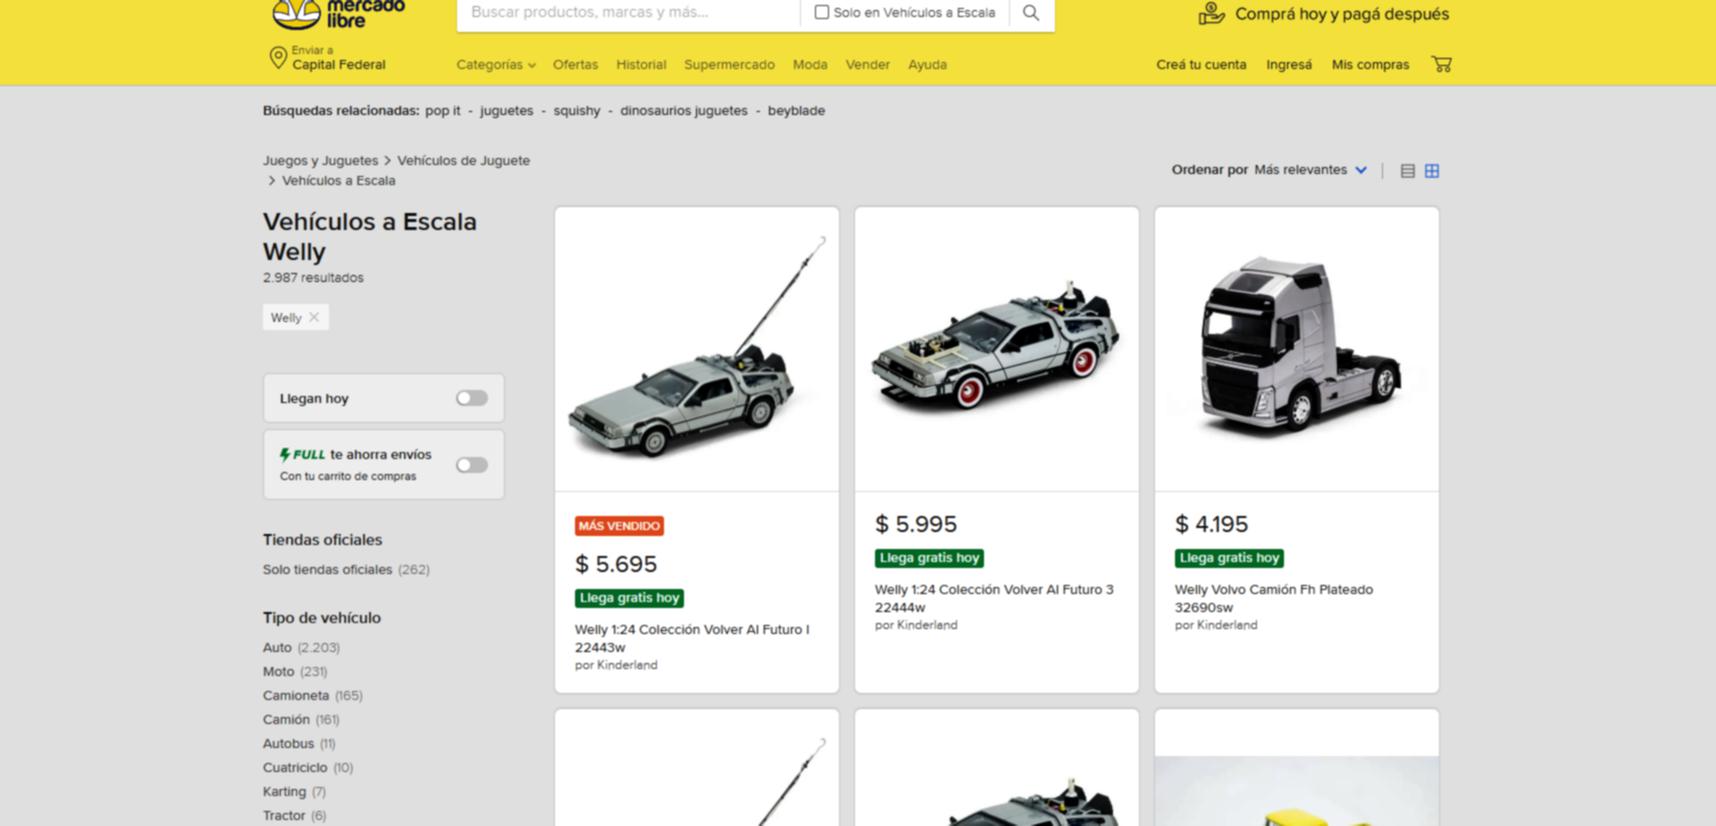 mercado
libre
Buscar productos, marcas y más...
Solo en Vehículos a Escala
Comprá hoy y pagá después
Enviar a
Capital Federal
Categorías
Ofertas
Historial
Supermercado
Moda
Vender
Ayuda
Creá tu cuenta
Ingresá
Mis compras
Búsquedas relacionadas: pop it - juguetes - squishy - dinosaurios juguetes - beyblade
Juegos y Juguetes > Vehículos de Juguete
> Vehículos a Escala
Ordenar por Más relevantes
Vehículos a Escala
Welly
2.987 resultados
Welly
Llegan hoy
FULL te ahorra envíos
Con tu carrito de compras
Tiendas oficiales
Solo tiendas oficiales (262)
Tipo de vehículo
Auto (2.203)
Moto (231)
Camioneta (165)
Camión (161)
Autobus (11)
Cuatriciclo (10)
Karting (7)
Tractor (6)
MÁS VENDIDO
$ 5.695
Llega gratis hoy
Welly 1:24 Colección Volver Al Futuro I
22443w
por Kinderland
$ 5.995
Llega gratis hoy
Welly 1:24 Colección Volver Al Futuro 3
22444w
por Kinderland
$ 4.195
Llega gratis hoy
Welly Volvo Camión Fh Plateado
32690sw
por Kinderland